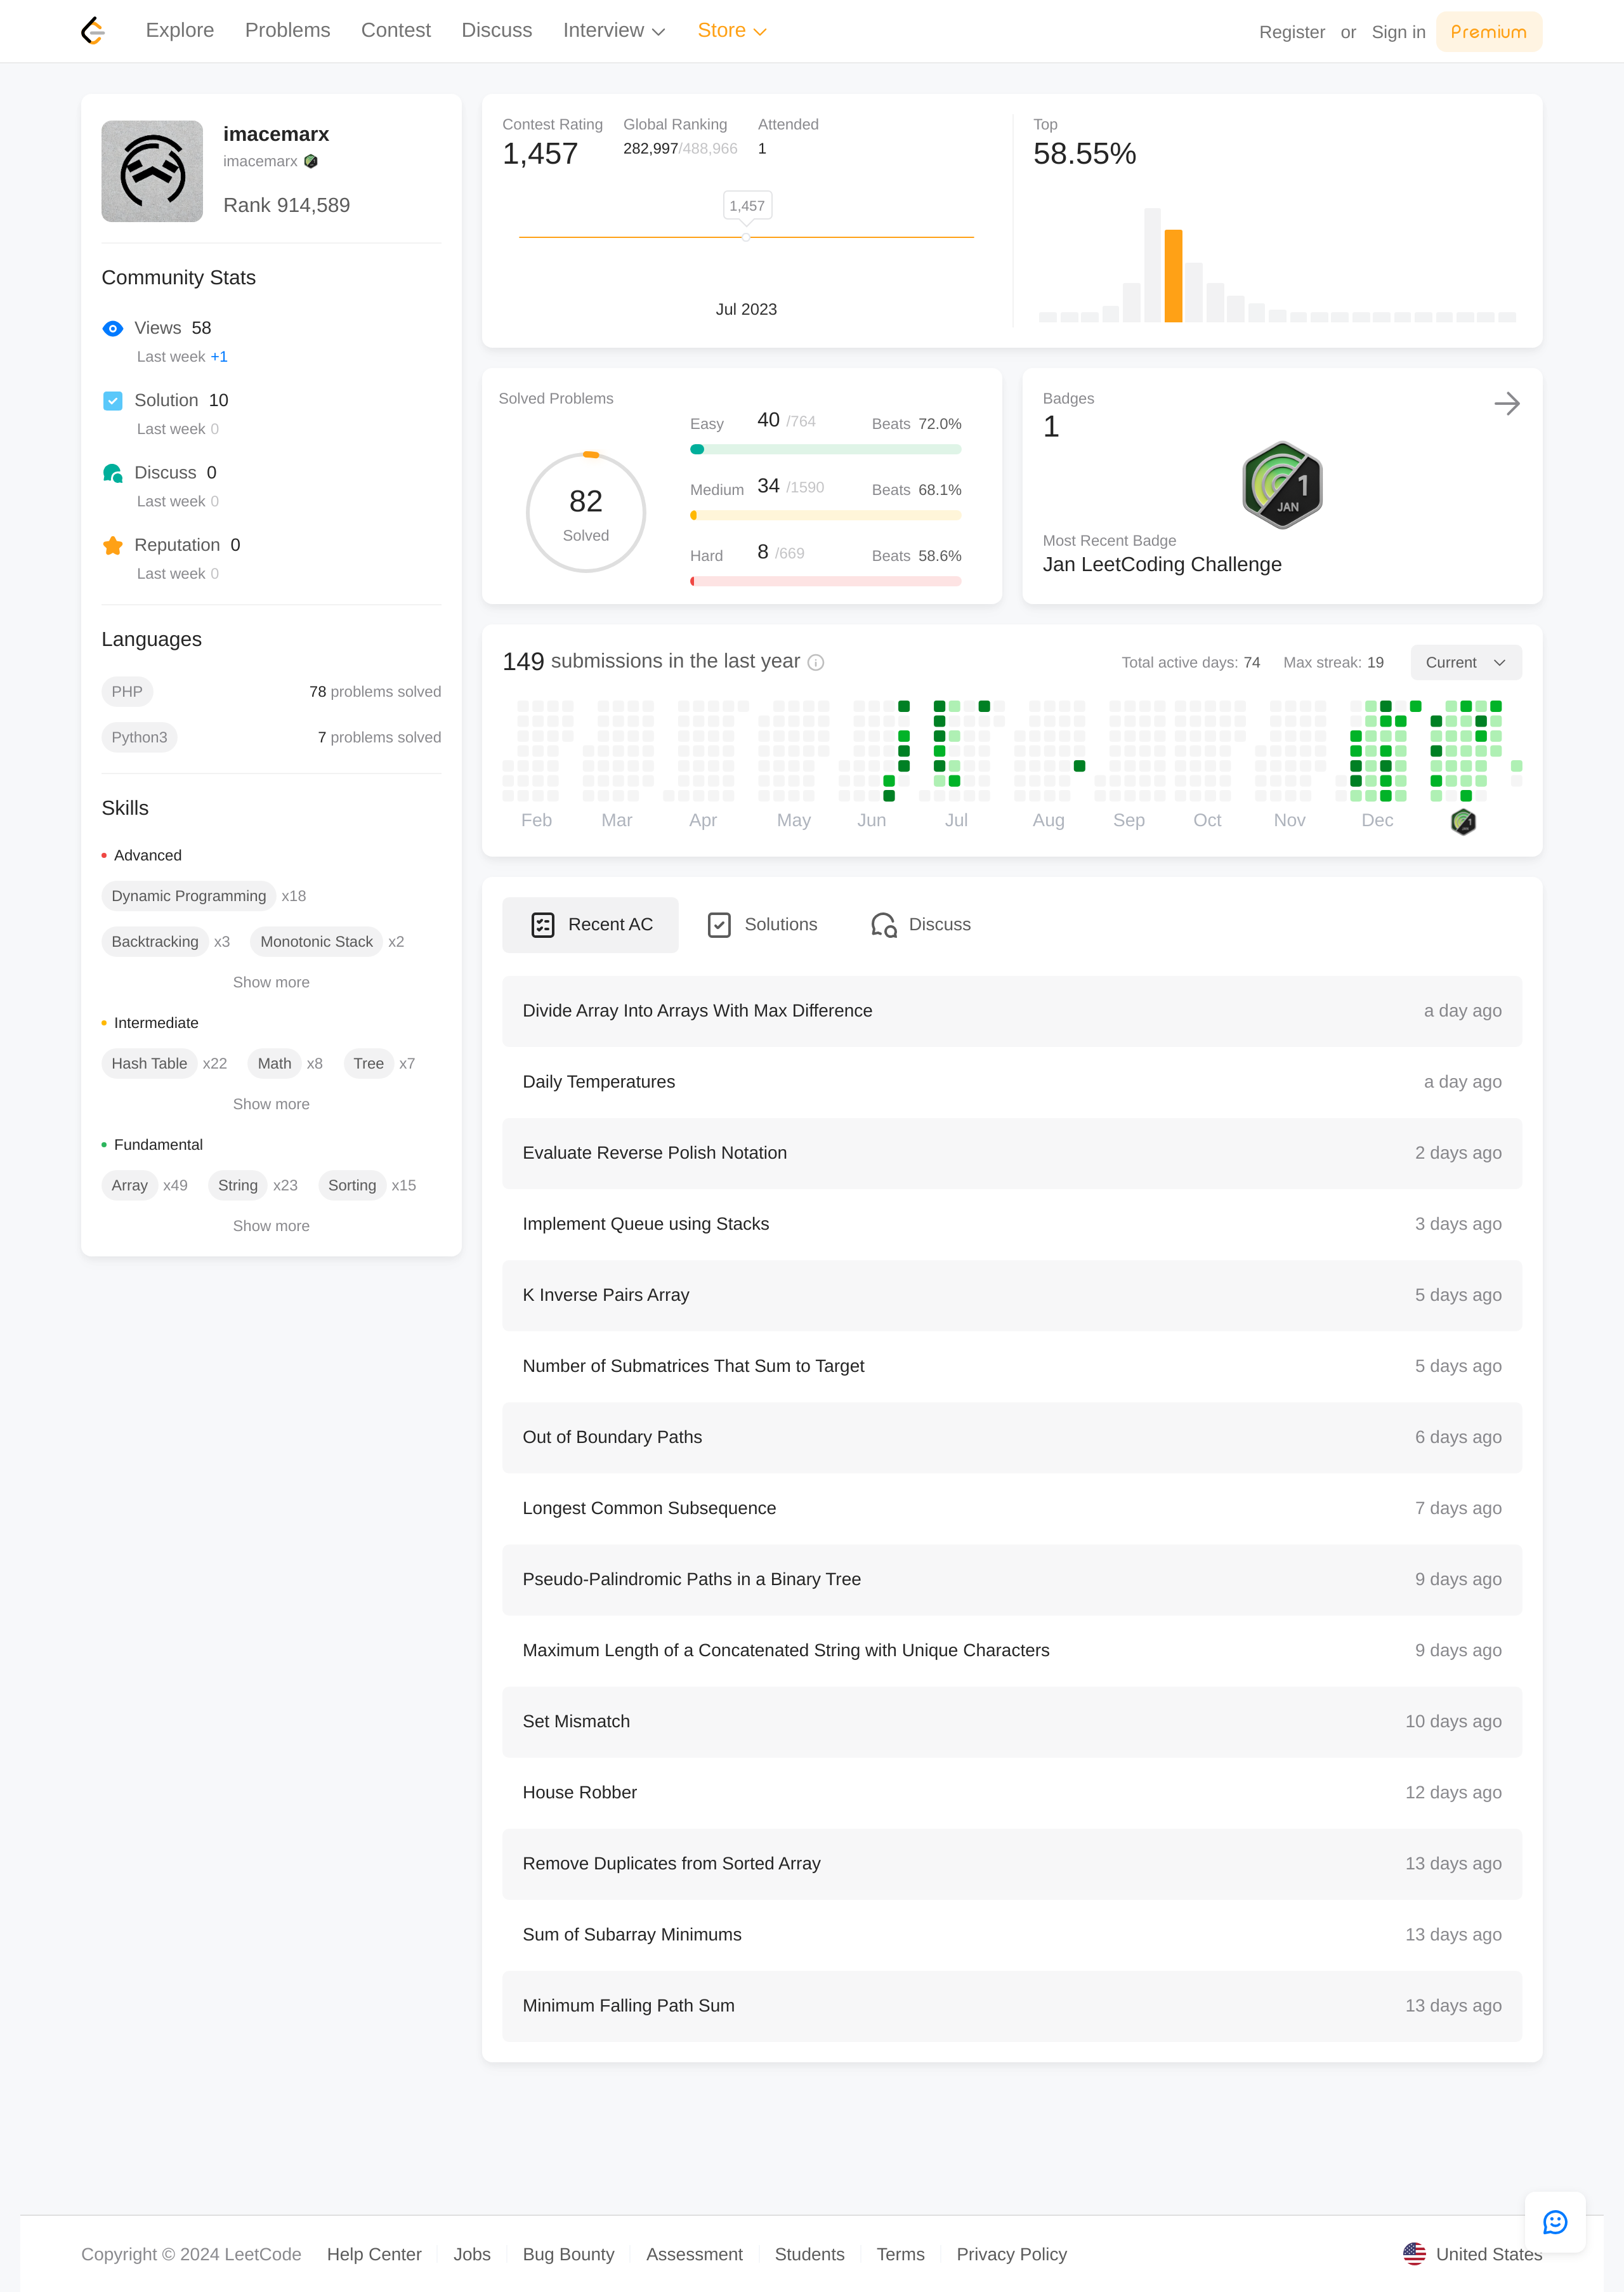 Explore Problems Contest Discuss Interview Store Register or Sign in Premium
imacemarx
imacemarx
Rank 914,589
Community Stats
Views 58
Last week +1
Solution 10
Last week 0
Discuss 0
Last week 0
Reputation 0
Last week 0
Languages
PHP 78 problems solved
Python3 7 problems solved
Skills
Advanced
Dynamic Programming x18
Backtracking x3 Monotonic Stack x2
Show more
Intermediate
Hash Table x22 Math x8 Tree x7
Show more
Fundamental
Array x49 String x23 Sorting x15
Show more
Contest Rating Global Ranking Attended
1,457 282,997/488,966 1
1,457
Jul 2023
Top
58.55%
Solved Problems
82
Solved
Easy 40 /764 Beats 72.0%
Medium 34 /1590 Beats 68.1%
Hard 8 /669 Beats 58.6%
Badges
1
1
JAN
Most Recent Badge
Jan LeetCoding Challenge
149 submissions in the last year Total active days: 74 Max streak: 19 Current
Feb Mar Apr May Jun Jul Aug Sep Oct Nov Dec
Recent AC Solutions Discuss
Divide Array Into Arrays With Max Difference a day ago
Daily Temperatures a day ago
Evaluate Reverse Polish Notation 2 days ago
Implement Queue using Stacks 3 days ago
K Inverse Pairs Array 5 days ago
Number of Submatrices That Sum to Target 5 days ago
Out of Boundary Paths 6 days ago
Longest Common Subsequence 7 days ago
Pseudo-Palindromic Paths in a Binary Tree 9 days ago
Maximum Length of a Concatenated String with Unique Characters 9 days ago
Set Mismatch 10 days ago
House Robber 12 days ago
Remove Duplicates from Sorted Array 13 days ago
Sum of Subarray Minimums 13 days ago
Minimum Falling Path Sum 13 days ago
Copyright © 2024 LeetCode Help Center Jobs Bug Bounty Assessment Students Terms Privacy Policy United States